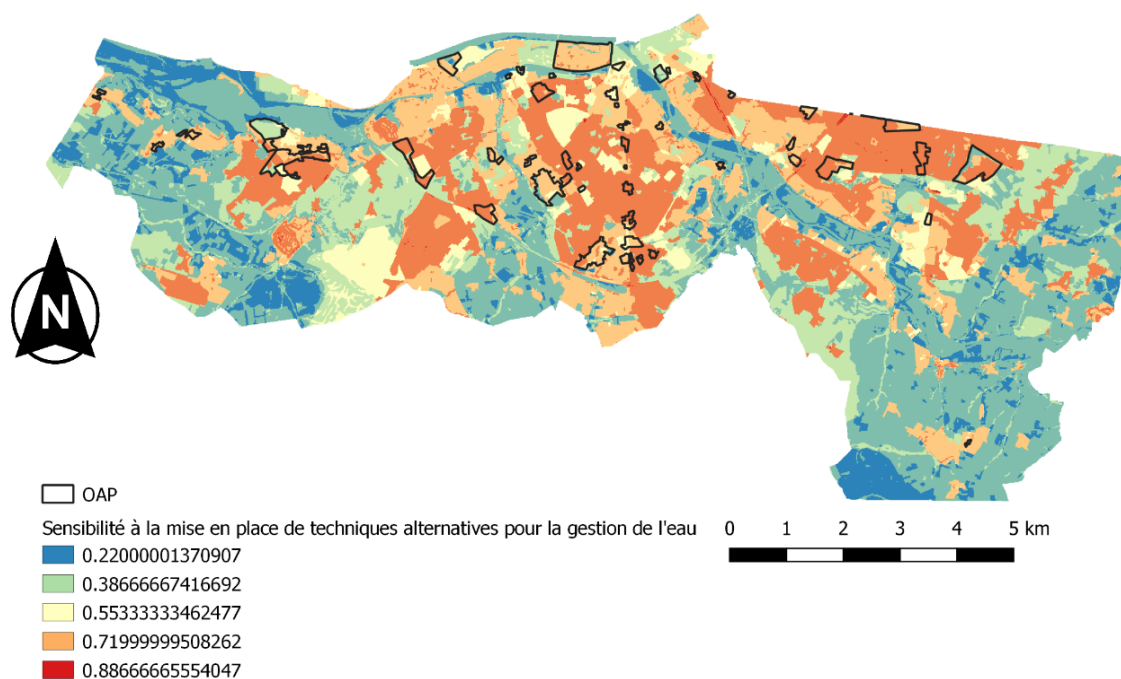 N
OAP
Sensibilité à la mise en place de techniques alternatives pour la gestion de l'eau
0 1 2 3 4 5 km
0.22000001370907
0.38666667416692
0.55333333462477
0.71999999508262
0.88666665554047